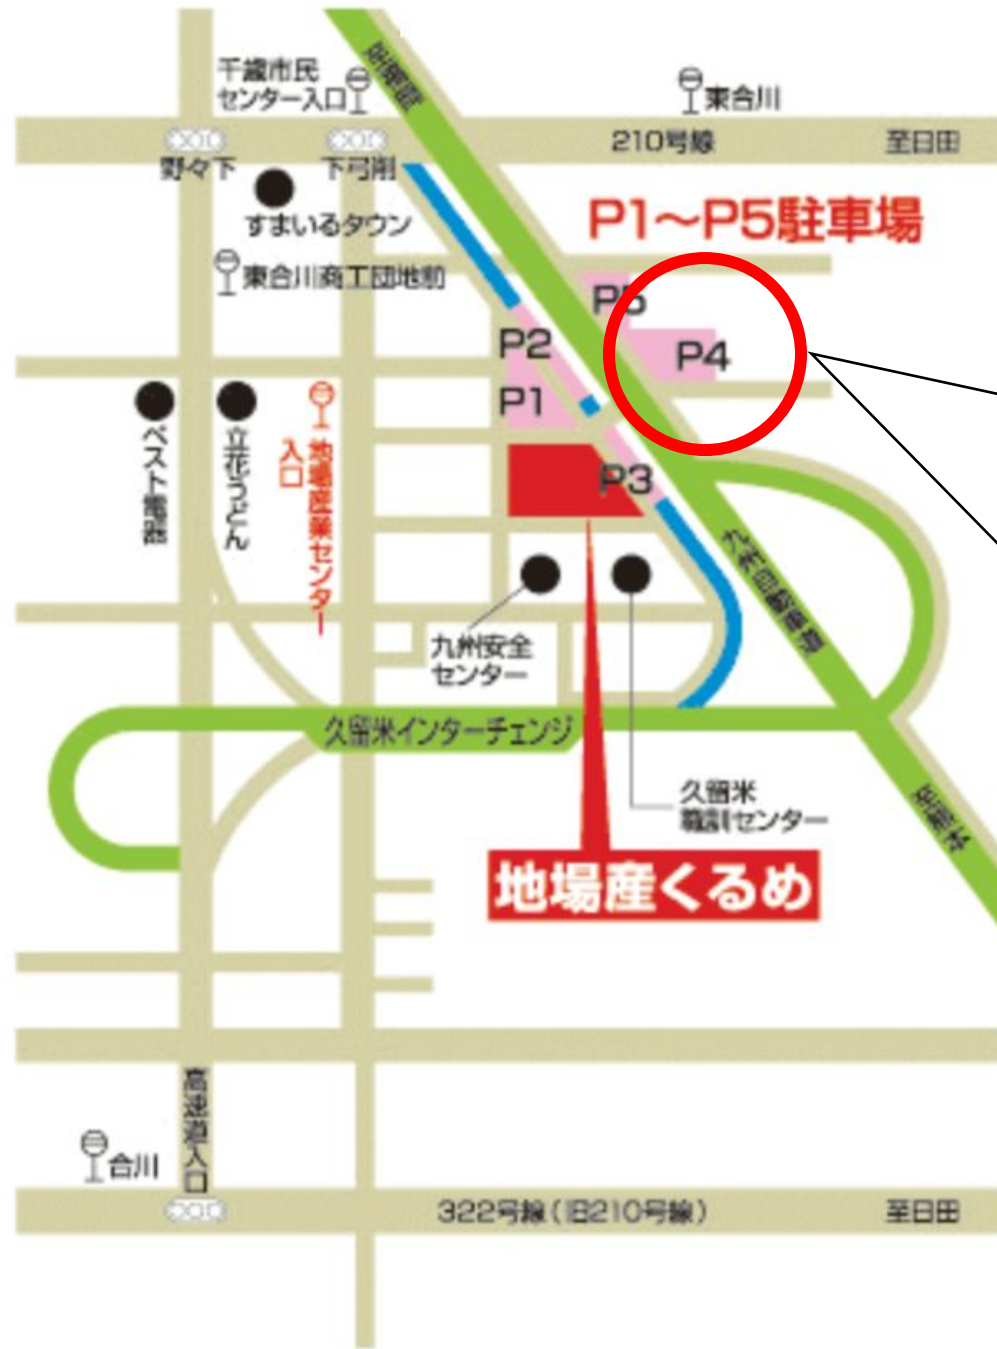 千歳市民
センター入口
至鳥栖
東合川
210号線
至日田
野々下
下弓削
すまいるタウン
P1～P5駐車場
東合川商工団地前
P5
P2
P4
P1
ベスト電器
立花うどん
地場産業センター
入口
P3
九州自動車道
九州安全
センター
久留米インターチェンジ
久留米
職訓センター
地場産くるめ
高速道入口
合川
322号線(旧210号線)
至日田